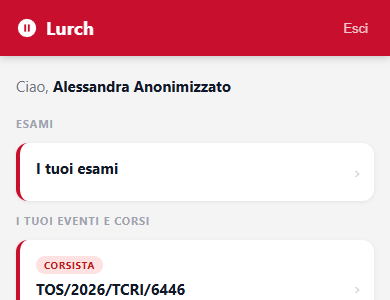 Lurch
Esci
Ciao, Alessandra Anonimizzato
ESAMI
I tuoi esami
I TUOI EVENTI E CORSI
CORSISTA
TOS/2026/TCRI/6446